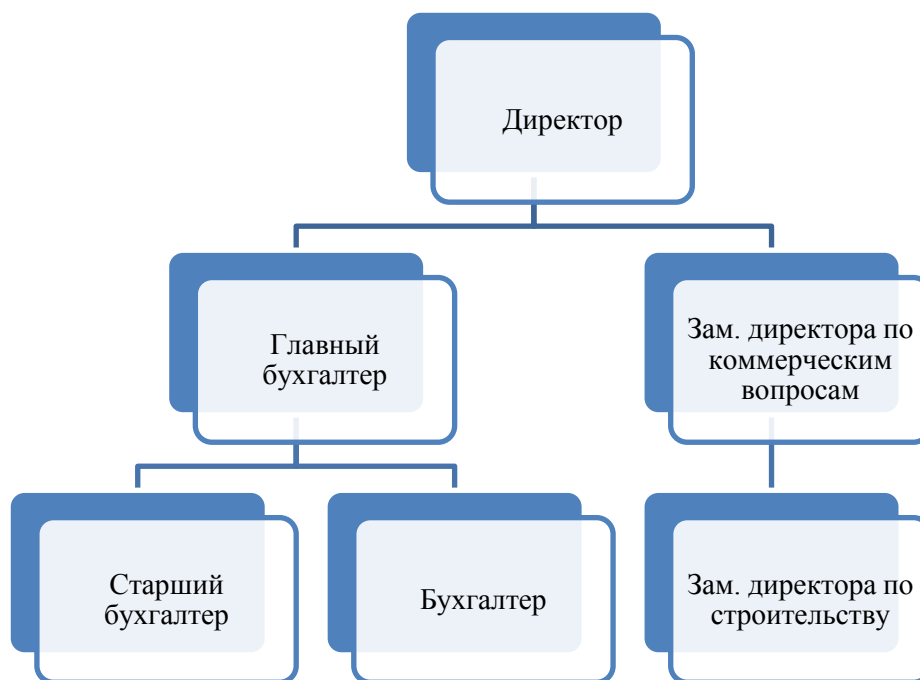 Директор
Главный
бухгалтер
Зам. директора по
коммерческим
вопросам
Старший
бухгалтер
Бухгалтер
Зам. директора по
строительству